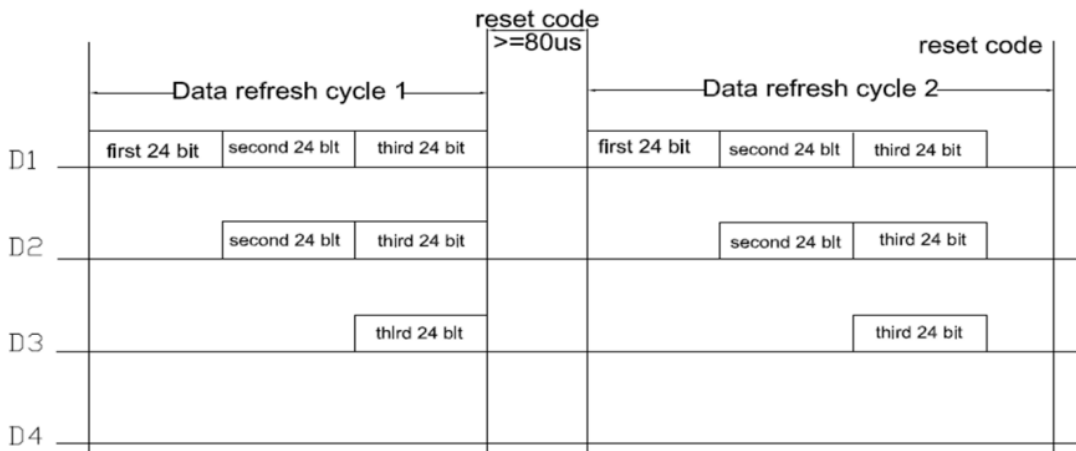 reset code
>=80us
reset code
Data refresh cycle 1
Data refresh cycle 2
D1 first 24 bit second 24 blt third 24 bit first 24 bit second 24 blt third 24 bit
D2 second 24 blt third 24 bit second 24 blt third 24 bit
D3 third 24 blt third 24 bit
D4